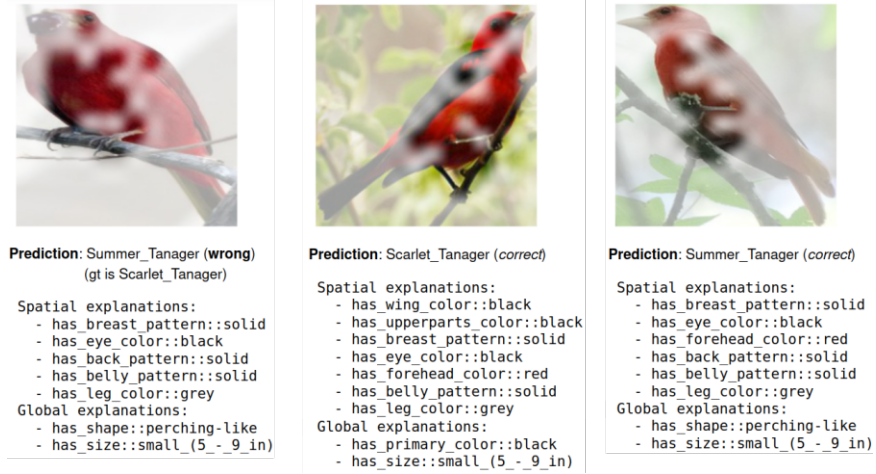 Prediction: Summer_Tanager (wrong)
(gt is Scarlet_Tanager)
Spatial explanations:
- has_breast_pattern::solid
- has_eye_color::black
- has_back_pattern::solid
- has_belly_pattern::solid
- has_leg_color::grey
Global explanations:
- has_shape::perching-like
- has_size::small_(5_-_9_in)
Prediction: Scarlet_Tanager (correct)
Spatial explanations:
- has_wing_color::black
- has_upperparts_color::black
- has_breast_pattern::solid
- has_eye_color::black
- has_forehead_color::red
- has_belly_pattern::solid
- has_leg_color::grey
Global explanations:
- has_primary_color::black
- has_size::small_(5_-_9_in)
Prediction: Summer_Tanager (correct)
Spatial explanations:
- has_breast_pattern::solid
- has_eye_color::black
- has_forehead_color::red
- has_back_pattern::solid
- has_belly_pattern::solid
- has_leg_color::grey
Global explanations:
- has_shape::perching-like
- has_size::small_(5_-_9_in)